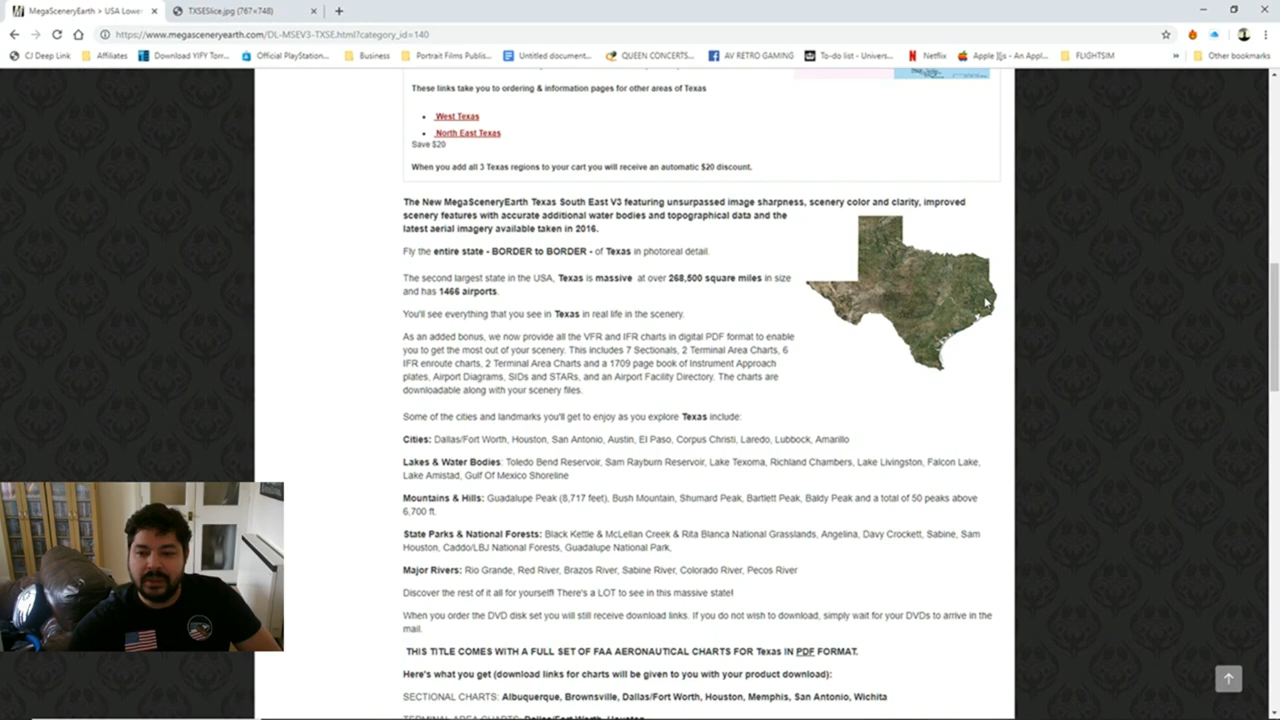 MegaSceneryEarth > USA Lowe
TXSESlice.jpg (767×748)
https://www.megasceneryearth.com/DL-MSEV3-TXSE.html?category_id=140
CJ Deep Link
Affiliates
Download YIFY Torr...
Official PlayStation...
Business
Portrait Films Public...
Untitled document...
QUEEN CONCERTS...
AV RETRO GAMING
To-do list - Univers...
Netflix
Apple ][js - An Appl...
FLIGHTSIM
»
Other bookmarks
These links take you to ordering & information pages for other areas of Texas
• West Texas
• North East Texas
Save $20
When you add all 3 Texas regions to your cart you will receive an automatic $20 discount.
The New MegaSceneryEarth Texas South East V3 featuring unsurpassed image sharpness, scenery color and clarity, improved
scenery features with accurate additional water bodies and topographical data and the
latest aerial imagery available taken in 2016.
Fly the entire state - BORDER to BORDER - of Texas in photoreal detail.
The second largest state in the USA, Texas is massive at over 268,500 square miles in size
and has 1466 airports.
You'll see everything that you see in Texas in real life in the scenery.
As an added bonus, we now provide all the VFR and IFR charts in digital PDF format to enable
you to get the most out of your scenery. This includes 7 Sectionals, 2 Terminal Area Charts, 6
IFR enroute charts, 2 Terminal Area Charts and a 1709 page book of Instrument Approach
plates, Airport Diagrams, SIDs and STARs, and an Airport Facility Directory. The charts are
downloadable along with your scenery files.
Some of the cities and landmarks you'll get to enjoy as you explore Texas include:
Cities: Dallas/Fort Worth, Houston, San Antonio, Austin, El Paso, Corpus Christi, Laredo, Lubbock, Amarillo
Lakes & Water Bodies: Toledo Bend Reservoir, Sam Rayburn Reservoir, Lake Texoma, Richland Chambers, Lake Livingston, Falcon Lake,
Lake Amistad, Gulf Of Mexico Shoreline
Mountains & Hills: Guadalupe Peak (8,717 feet), Bush Mountain, Shumard Peak, Bartlett Peak, Baldy Peak and a total of 50 peaks above
6,700 ft.
State Parks & National Forests: Black Kettle & McLellan Creek & Rita Blanca National Grasslands, Angelina, Davy Crockett, Sabine, Sam
Houston, Caddo/LBJ National Forests, Guadalupe National Park,
Major Rivers: Rio Grande, Red River, Brazos River, Sabine River, Colorado River, Pecos River
Discover the rest of it all for yourself! There's a LOT to see in this massive state!
When you order the DVD disk set you will still receive download links. If you do not wish to download, simply wait for your DVDs to arrive in the
mail.
THIS TITLE COMES WITH A FULL SET OF FAA AERONAUTICAL CHARTS FOR Texas IN PDF FORMAT.
Here's what you get (download links for charts will be given to you with your product download):
SECTIONAL CHARTS: Albuquerque, Brownsville, Dallas/Fort Worth, Houston, Memphis, San Antonio, Wichita
TERMINAL AREA CHARTS: Dallas/Fort Worth, Houston